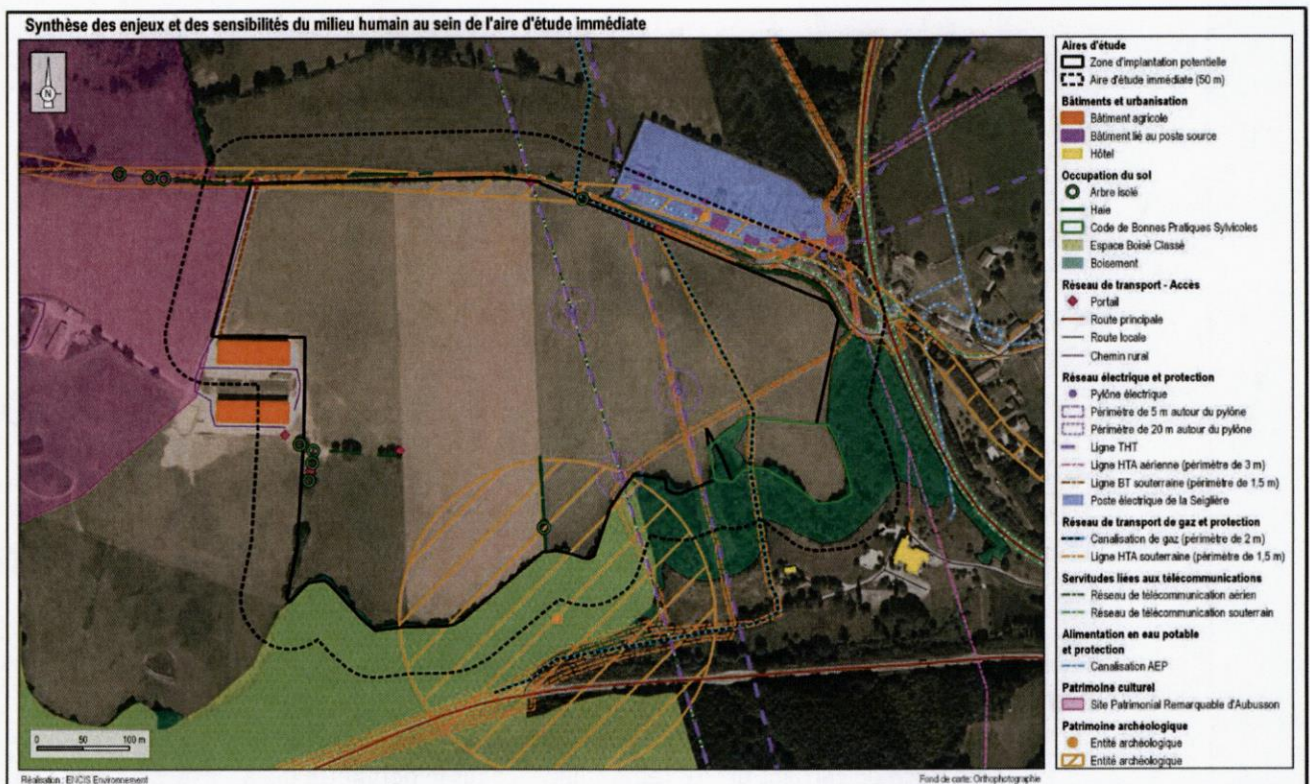 Synthèse des enjeux et des sensibilités du milieu humain au sein de l'aire d'étude immédiate
N
0 50 100 m
Réalisation : ENCIS Environnement
Fond de carte: Orthophotographie
Aires d'étude
Zone d'implantation potentielle
Aire d'étude immédiate (50 m)
Bâtiments et urbanisation
Bâtiment agricole
Bâtiment lié au poste source
Hôtel
Occupation du sol
Arbre isolé
Haie
Code de Bonnes Pratiques Sylvicoles
Espace Boisé Classé
Boisement
Réseau de transport - Accès
Portail
Route principale
Route locale
Chemin rural
Réseau électrique et protection
Pylône électrique
Périmètre de 5 m autour du pylône
Périmètre de 20 m autour du pylône
Ligne THT
Ligne HTA aérienne (périmètre de 3 m)
Ligne BT souterraine (périmètre de 1,5 m)
Poste électrique de la Seiglière
Réseau de transport de gaz et protection
Canalisation de gaz (périmètre de 2 m)
Ligne HTA souterraine (périmètre de 1,5 m)
Servitudes liées aux télécommunications
Réseau de télécommunication aérien
Réseau de télécommunication souterrain
Alimentation en eau potable
et protection
Canalisation AEP
Patrimoine culturel
Site Patrimonial Remarquable d'Aubusson
Patrimoine archéologique
Entité archéologique
Entité archéologique